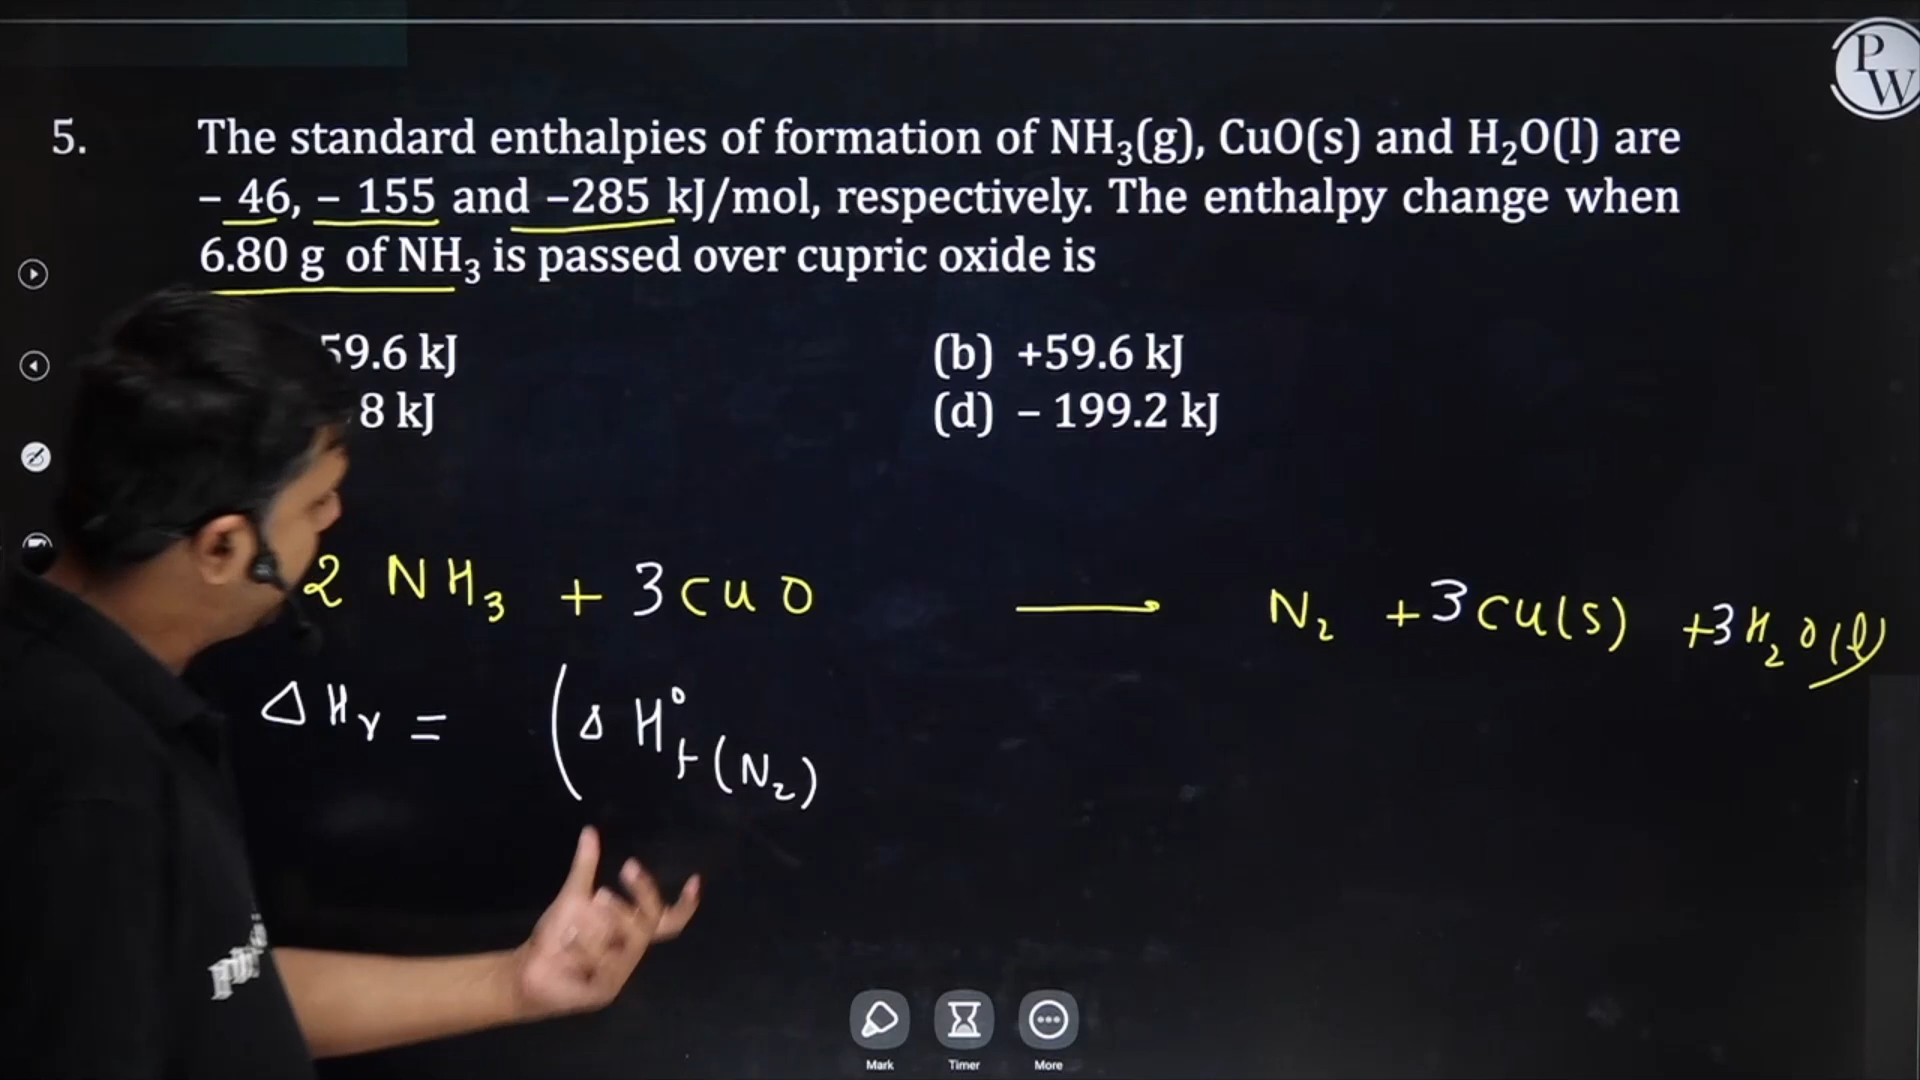 PW
5. The standard enthalpies of formation of NH₃(g), CuO(s) and H₂O(l) are
– 46, – 155 and –285 kJ/mol, respectively. The enthalpy change when
6.80 g of NH₃ is passed over cupric oxide is
59.6 kJ (b) +59.6 kJ
8 kJ (d) – 199.2 kJ
2 NH₃ + 3CuO ⟶ N₂ + 3Cu(s) + 3H₂O(l)
ΔHr = (ΔH°f(N₂)
Mark Timer More